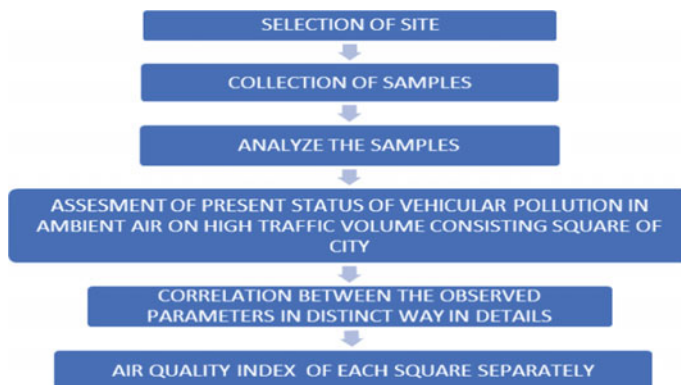 SELECTION OF SITE
COLLECTION OF SAMPLES
ANALYZE THE SAMPLES
ASSESMENT OF PRESENT STATUS OF VEHICULAR POLLUTION IN
AMBIENT AIR ON HIGH TRAFFIC VOLUME CONSISTING SQUARE OF
CITY
CORRELATION BETWEEN THE OBSERVED
PARAMETERS IN DISTINCT WAY IN DETAILS
AIR QUALITY INDEX OF EACH SQUARE SEPARATELY